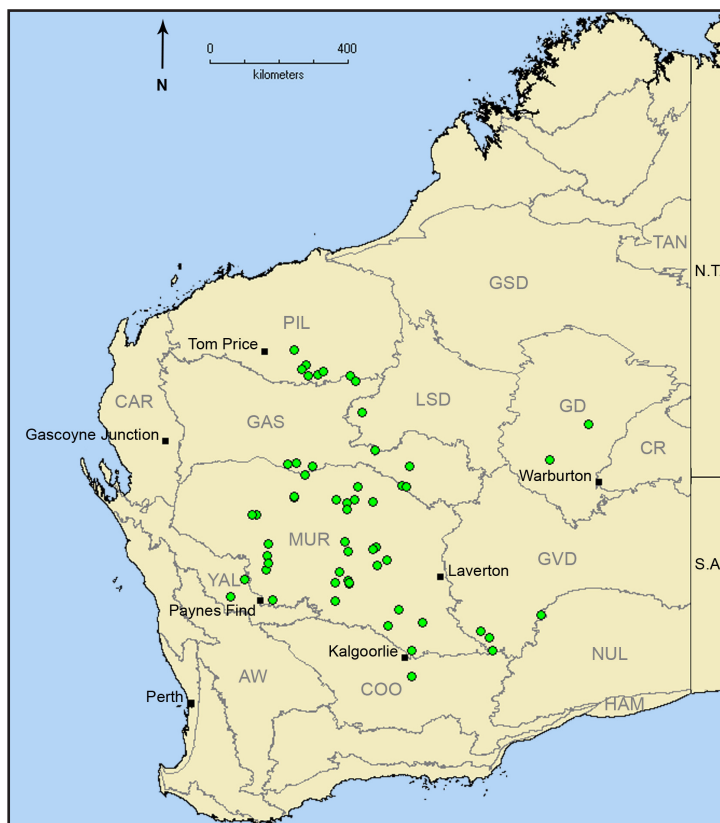 0 400
kilometers
N
TAN
N.T.
GSD
PIL
Tom Price
CAR
LSD
GD
GAS
Gascoyne Junction
CR
Warburton
MUR
GVD
S.A
Laverton
YAL
Paynes Find
Kalgoorlie
NUL
AW
COO
Perth
HAM